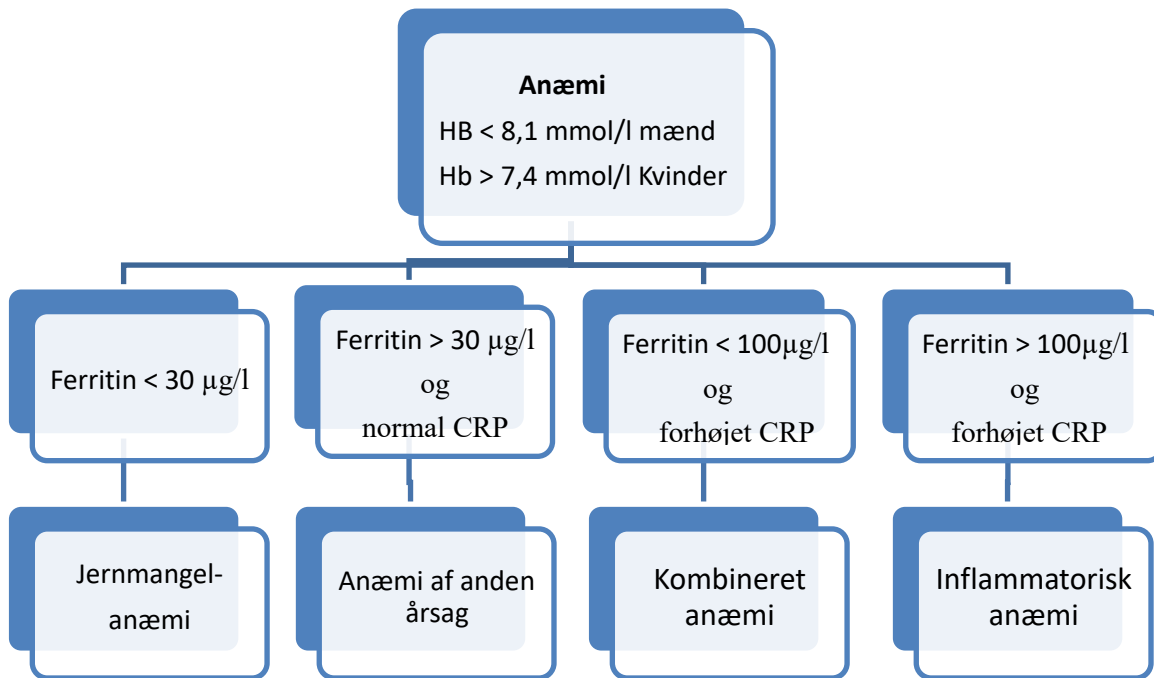 Anæmi
HB < 8,1 mmol/l mænd
Hb > 7,4 mmol/l Kvinder
Ferritin < 30 µg/l
Ferritin > 30 µg/l
og
normal CRP
Ferritin < 100µg/l
og
forhøjet CRP
Ferritin > 100µg/l
og
forhøjet CRP
Jernmangel-
anæmi
Anæmi af anden
årsag
Kombineret
anæmi
Inflammatorisk
anæmi